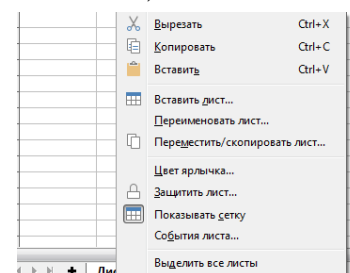 Вырезать Ctrl+X
Копировать Ctrl+C
Вставить Ctrl+V
Вставить лист...
Переименовать лист...
Переместить/скопировать лист...
Цвет ярлычка...
Защитить лист...
Показывать сетку
События листа...
Выделить все листы